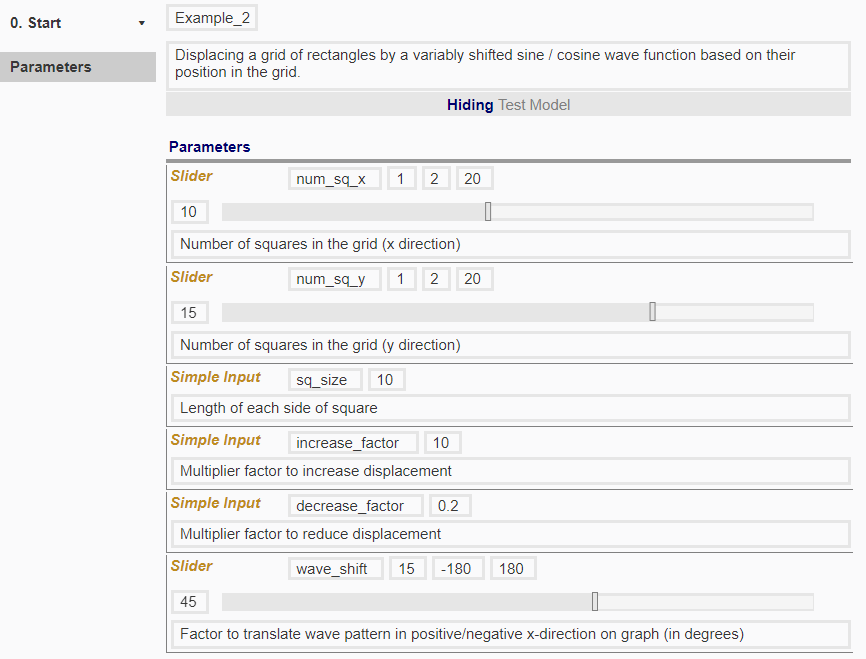 0. Start
Parameters
Example_2
Displacing a grid of rectangles by a variably shifted sine / cosine wave function based on their
position in the grid.
Hiding Test Model
Parameters
Slider num_sq_x 1 2 20
10
Number of squares in the grid (x direction)
Slider num_sq_y 1 2 20
15
Number of squares in the grid (y direction)
Simple Input sq_size 10
Length of each side of square
Simple Input increase_factor 10
Multiplier factor to increase displacement
Simple Input decrease_factor 0.2
Multiplier factor to reduce displacement
Slider wave_shift 15 -180 180
45
Factor to translate wave pattern in positive/negative x-direction on graph (in degrees)